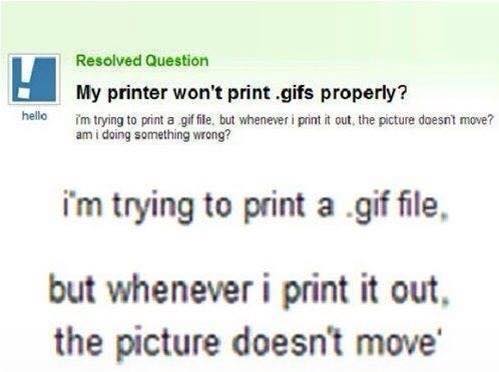 Resolved Question
My printer won't print .gifs properly?
hello
i'm trying to print a .gif file, but whenever i print it out, the picture doesn't move?
am i doing something wrong?
i'm trying to print a .gif file,
but whenever i print it out,
the picture doesn't move'